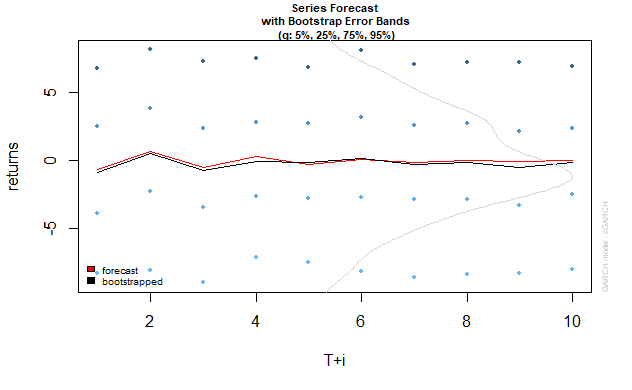 Series Forecast
with Bootstrap Error Bands
(q: 5%, 25%, 75%, 95%)
returns
5
0
-5
forecast
bootstrapped
GARCH model: sGARCH
2
4
6
8
10
T+i